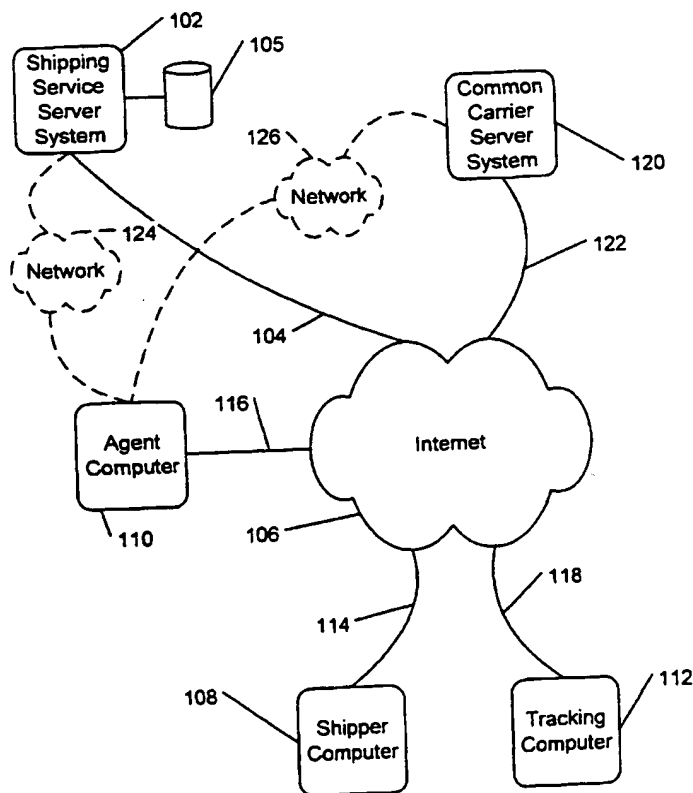 102
105
Shipping
Service
Server
System
126
Common
Carrier
Server
System
120
Network
124
Network
122
104
116
Agent
Computer
Internet
110
106
118
114
108
112
Shipper
Computer
Tracking
Computer